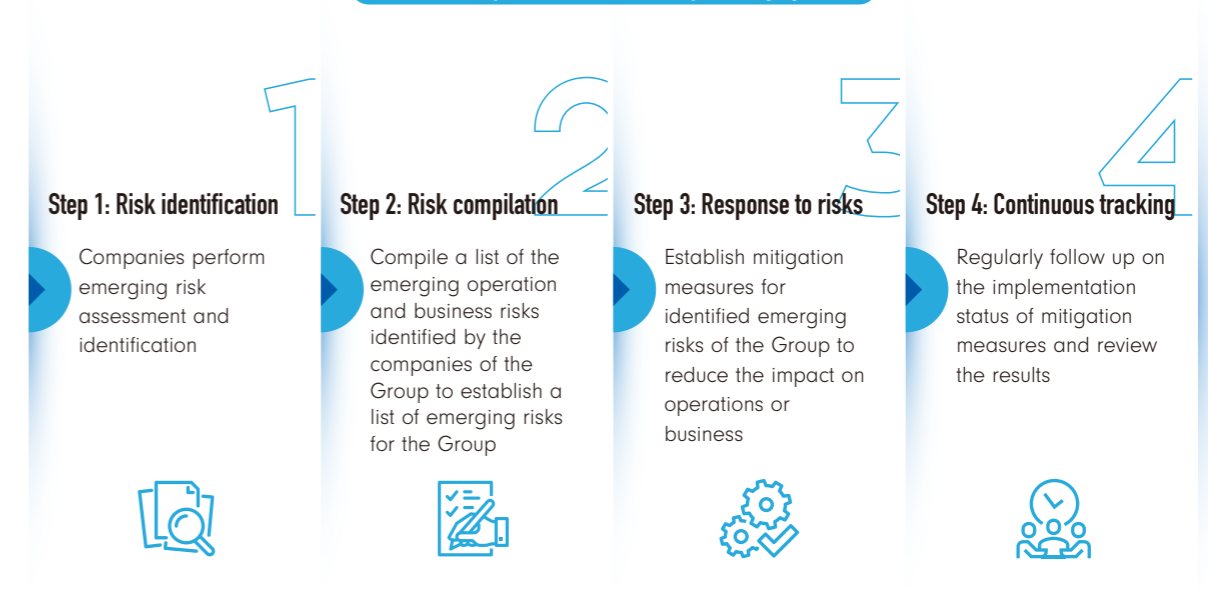 1
Step 1: Risk identification
Companies perform
emerging risk
assessment and
identification
2
Step 2: Risk compilation
Compile a list of the
emerging operation
and business risks
identified by the
companies of the
Group to establish a
list of emerging risks
for the Group
3
Step 3: Response to risks
Establish mitigation
measures for
identified emerging
risks of the Group to
reduce the impact on
operations or
business
4
Step 4: Continuous tracking
Regularly follow up on
the implementation
status of mitigation
measures and review
the results